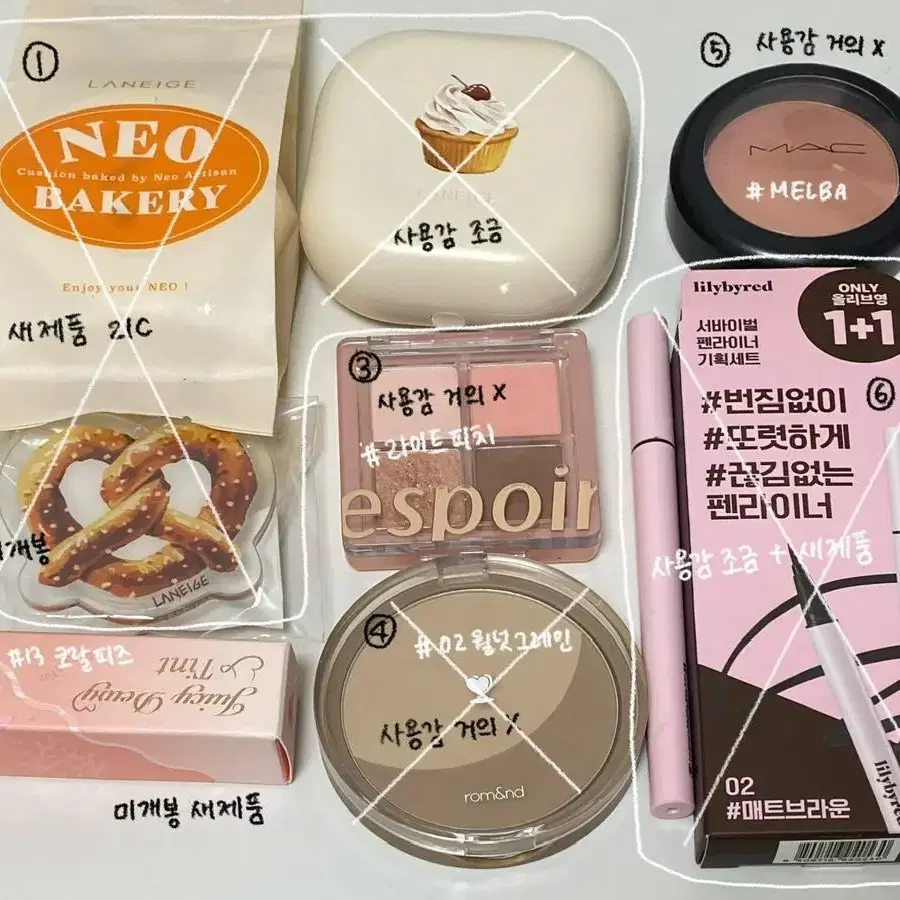 ①
LANEIGE
NEO
Cushion baked by Neo Artisan
BAKERY
Enjoy your NEO !
새제품 21C
LANEIGE
사용감 조금
⑤ 사용감 거의 X
MAC
#MELBA
③
사용감 거의 X
#라이트피치
espoir
LANEIGE
미개봉
#13 코랄피즈
Juicy Dewy
Tint
미개봉 새제품
④
#02 월넛그레인
사용감 거의 X
rom&nd
lilybyred
ONLY
올리브영
1+1
서바이벌
펜라이너
기획세트
⑥
#번짐없이
#또렷하게
#끊김없는
펜라이너
사용감 조금 + 새제품
lilybyred
02
#매트브라운